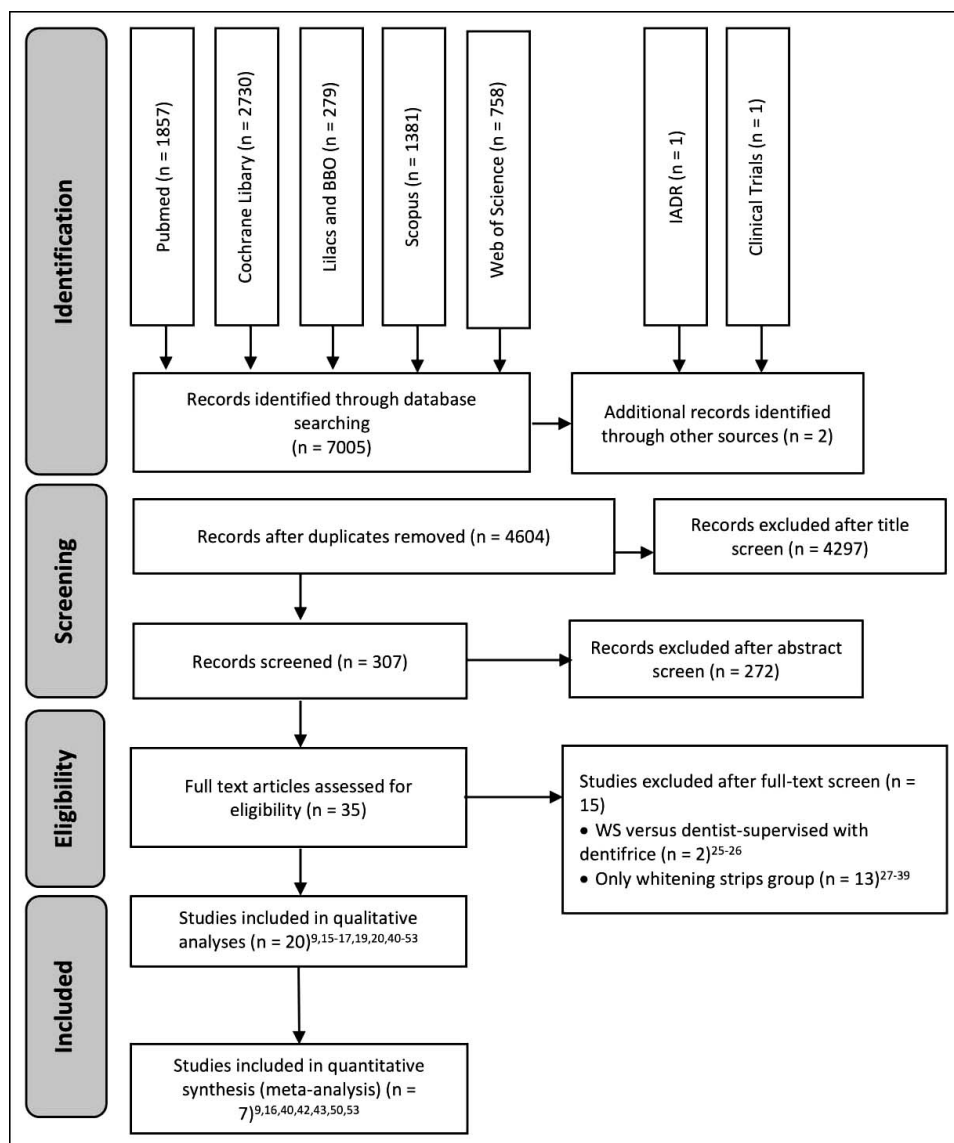 Identification
Pubmed (n = 1857)
Cochrane Libary (n = 2730)
Lilacs and BBO (n = 279)
Scopus (n = 1381)
Web of Science (n = 758)
IADR (n = 1)
Clinical Trials (n = 1)
Records identified through database
searching
(n = 7005)
Additional records identified
through other sources (n = 2)
Screening
Records after duplicates removed (n = 4604)
Records excluded after title
screen (n = 4297)
Records screened (n = 307)
Records excluded after abstract
screen (n = 272)
Eligibility
Full text articles assessed for
eligibility (n = 35)
Studies excluded after full-text screen (n =
15)
• WS versus dentist-supervised with
dentifrice (n = 2)25-26
• Only whitening strips group (n = 13)27-39
Included
Studies included in qualitative
analyses (n = 20)9,15-17,19,20,40-53
Studies included in quantitative
synthesis (meta-analysis) (n =
7)9,16,40,42,43,50,53